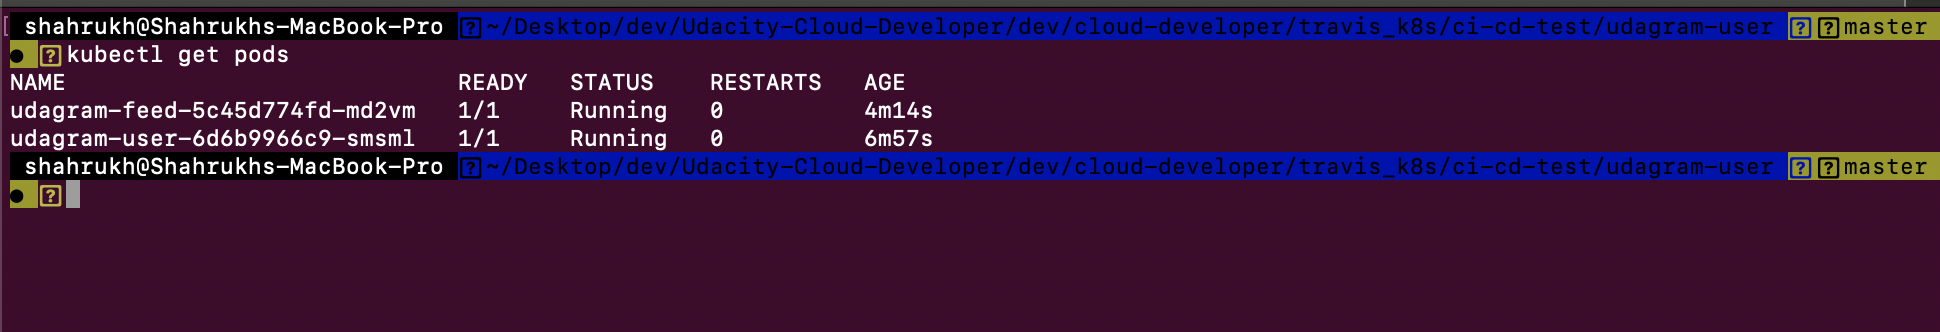 shahrukh@Shahrukhs-MacBook-Pro ? ~/Desktop/dev/Udacity-Cloud-Developer/dev/cloud-developer/travis_k8s/ci-cd-test/udagram-user ? ? master
● ? kubectl get pods
NAME READY STATUS RESTARTS AGE
udagram-feed-5c45d774fd-md2vm 1/1 Running 0 4m14s
udagram-user-6d6b9966c9-smsml 1/1 Running 0 6m57s
shahrukh@Shahrukhs-MacBook-Pro ? ~/Desktop/dev/Udacity-Cloud-Developer/dev/cloud-developer/travis_k8s/ci-cd-test/udagram-user ? ? master
● ?